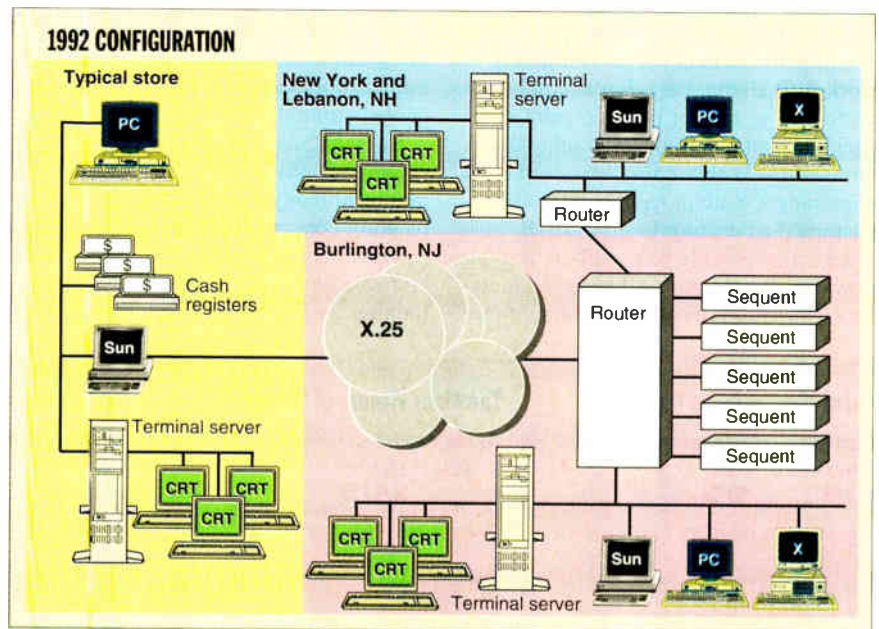 1992 CONFIGURATION
Typical store
PC
$
$
$
Cash
registers
Sun
Terminal server
CRT
CRT
CRT
New York and
Lebanon, NH
Terminal
server
CRT
CRT
CRT
Sun
PC
X
Router
Burlington, NJ
X.25
Router
Sequent
Sequent
Sequent
Sequent
Sequent
CRT
CRT
CRT
Terminal server
Sun
PC
X